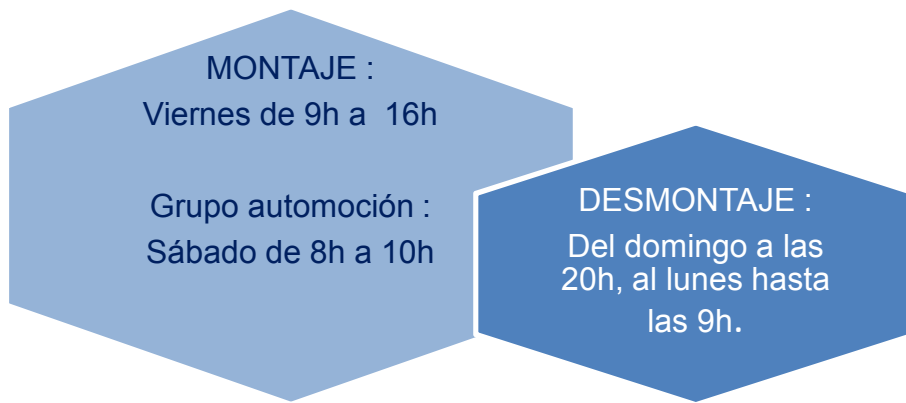 MONTAJE :
Viernes de 9h a  16h
Grupo automoción :
Sábado de 8h a 10h
DESMONTAJE :
Del domingo a las
20h, al lunes hasta
las 9h.